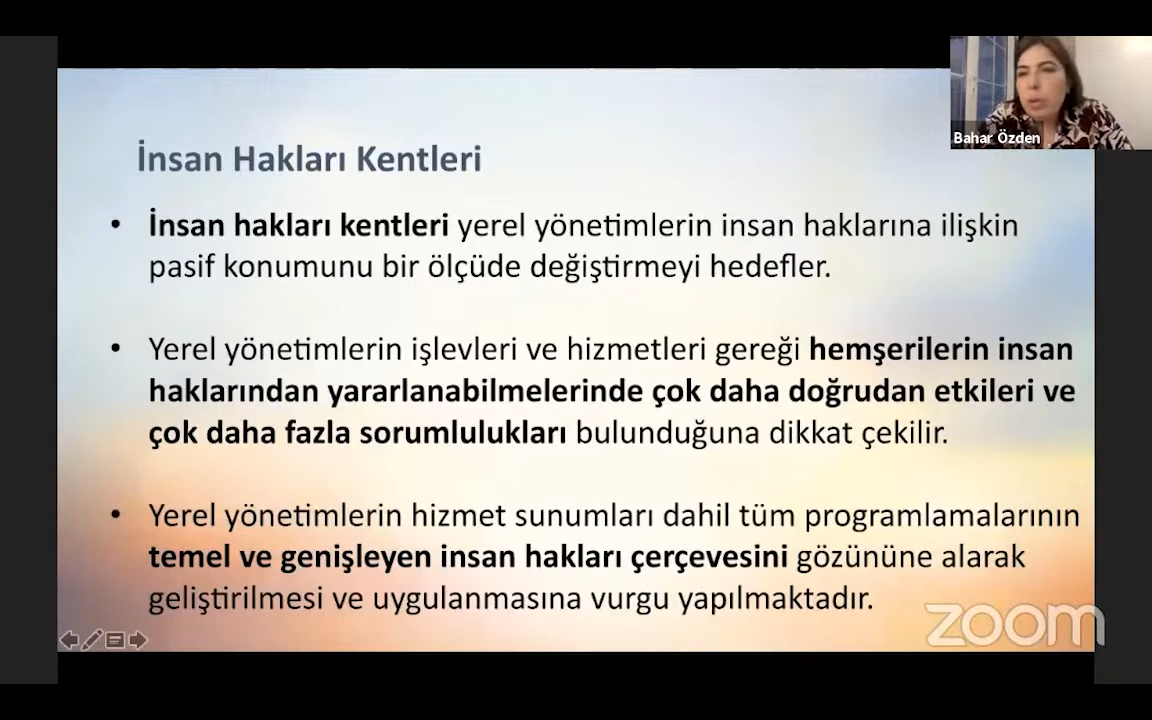 Bahar Özden
İnsan Hakları Kentleri
• İnsan hakları kentleri yerel yönetimlerin insan haklarına ilişkin
pasif konumunu bir ölçüde değiştirmeyi hedefler.
• Yerel yönetimlerin işlevleri ve hizmetleri gereği hemşerilerin insan
haklarından yararlanabilmelerinde çok daha doğrudan etkileri ve
çok daha fazla sorumlulukları bulunduğuna dikkat çekilir.
• Yerel yönetimlerin hizmet sunumları dahil tüm programlamalarının
temel ve genişleyen insan hakları çerçevesini gözününe alarak
geliştirilmesi ve uygulanmasına vurgu yapılmaktadır.
zoom